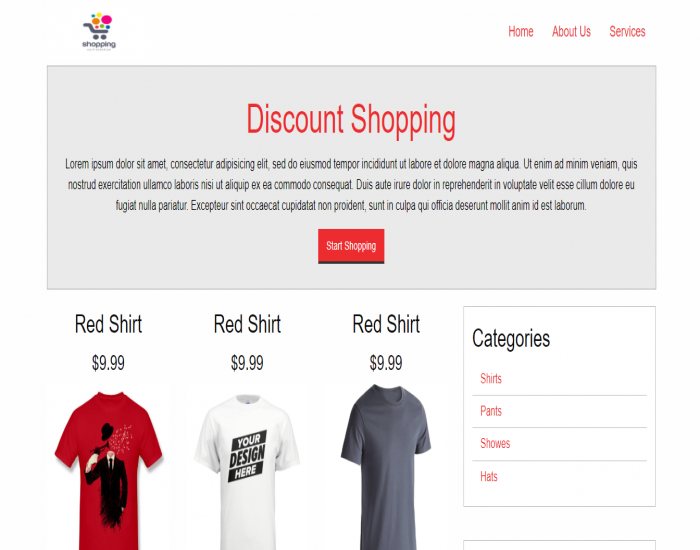 shopping
Home About Us Services
Discount Shopping
Lorem ipsum dolor sit amet, consectetur adipisicing elit, sed do eiusmod tempor incididunt ut labore et dolore magna aliqua. Ut enim ad minim veniam, quis
nostrud exercitation ullamco laboris nisi ut aliquip ex ea commodo consequat. Duis aute irure dolor in reprehenderit in voluptate velit esse cillum dolore eu
fugiat nulla pariatur. Excepteur sint occaecat cupidatat non proident, sunt in culpa qui officia deserunt mollit anim id est laborum.
Start Shopping
Red Shirt
$9.99
Red Shirt
$9.99
YOUR
DESIGN
HERE
Red Shirt
$9.99
Categories
Shirts
Pants
Showes
Hats